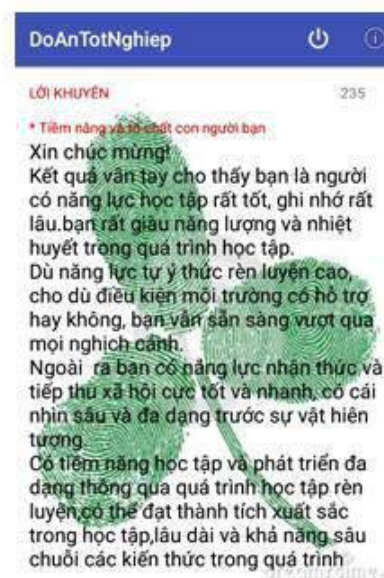 DoAnTotNghiep
LỜI KHUYÊN 235
* Tiềm năng và tố chất con người bạn
Xin chúc mừng!
Kết quả vân tay cho thấy bạn là người
có năng lực học tập rất tốt, ghi nhớ rất
lâu.bạn rất giàu năng lượng và nhiệt
huyết trong quá trình học tập.
Dù năng lực tự ý thức rèn luyện cao,
cho dù điều kiện môi trường có hỗ trợ
hay không, bạn vẫn sẵn sàng vượt qua
mọi nghịch cảnh.
Ngoài ra bạn có nằng lực nhận thức và
tiếp thu xã hội cực tốt và nhanh, có cái
nhìn sâu và đa dạng trước sự vật hiên
tượng.
Có tiềm năng học tập và phát triển đa
dạng thông qua quá trình học tập rèn
luyện,có thể đạt thành tích xuất sắc
trong học tập,lâu dài và khả năng sâu
chuỗi các kiến thức trong quá trình
dreamstime